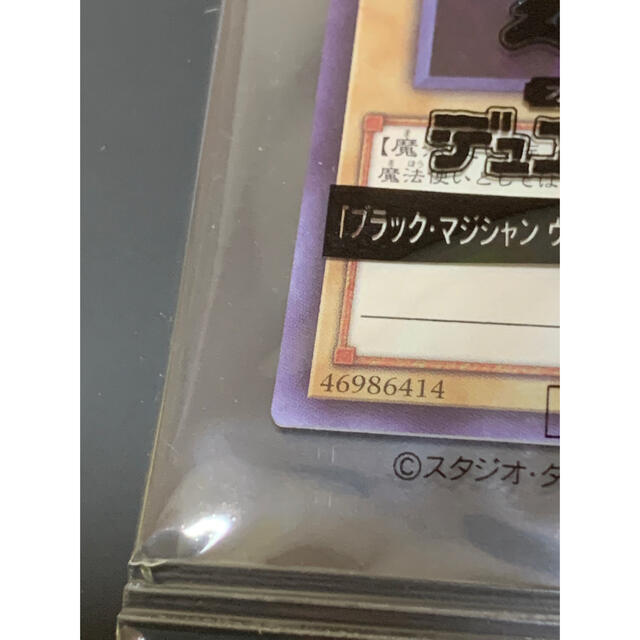 デュ
【魔
魔法使いとしては
「ブラック・マジシャン ウ
46986414
©スタジオ・ダ